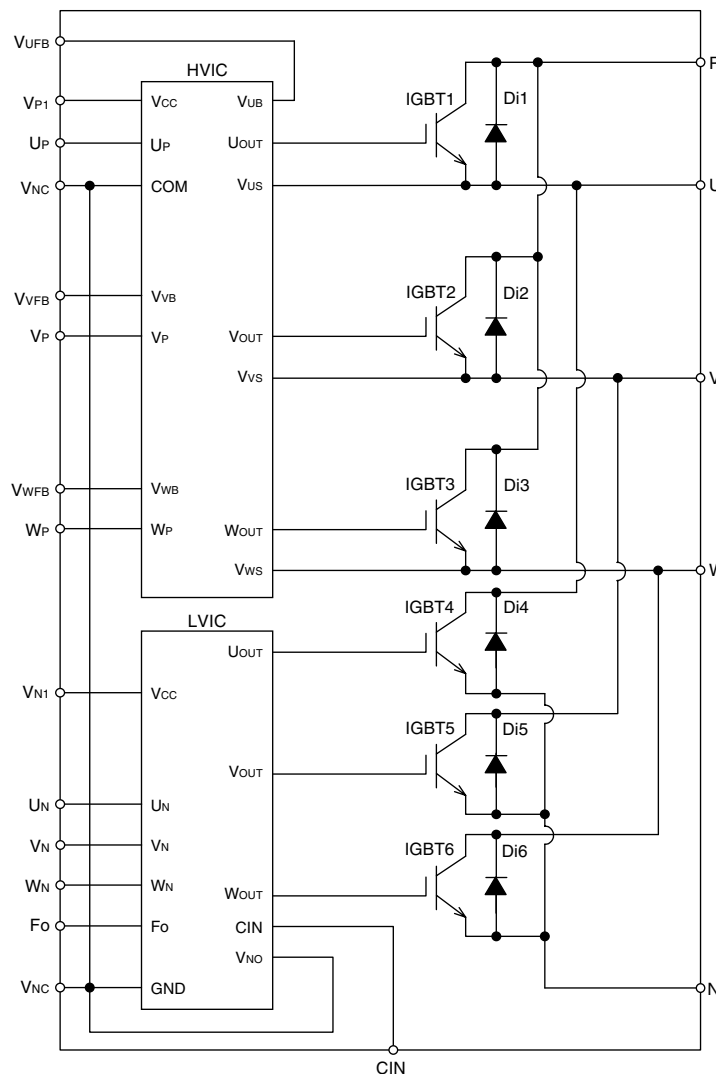 VUFB
HVIC
P
VP1
VCC
VUB
IGBT1
Di1
UP
UP
UOUT
VNC
COM
VUS
U
VVFB
VVB
IGBT2
Di2
VP
VP
VOUT
VVS
V
VWFB
VWB
IGBT3
Di3
WP
WP
WOUT
VWS
W
LVIC
IGBT4
Di4
UOUT
VN1
VCC
IGBT5
Di5
VOUT
UN
UN
VN
VN
IGBT6
Di6
WN
WN
WOUT
Fo
Fo
CIN
VNO
VNC
GND
N
CIN